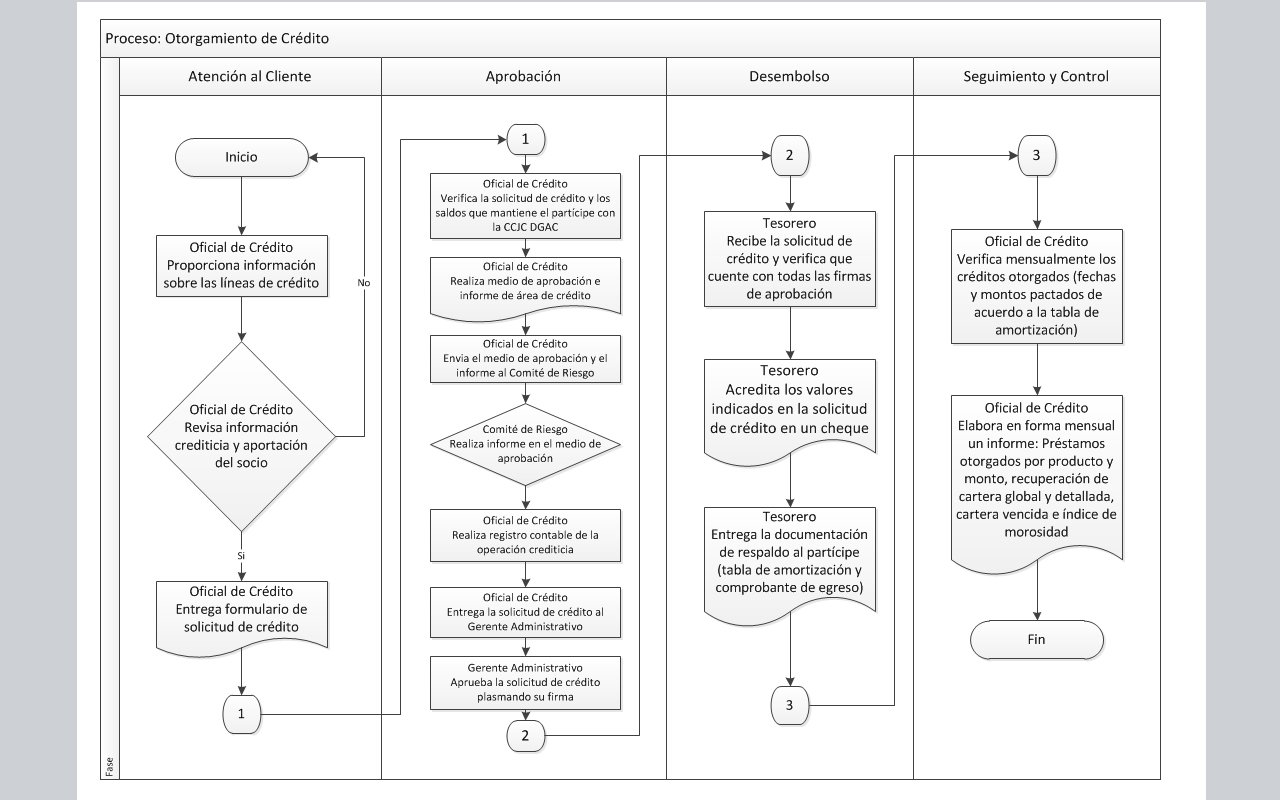 Proceso: Otorgamiento de Crédito
Fase
Atención al Cliente
Inicio
Oficial de Crédito
Proporciona información
sobre las líneas de crédito
No
Oficial de Crédito
Revisa información
crediticia y aportación
del socio
Si
Oficial de Crédito
Entrega formulario de
solicitud de crédito
1
Aprobación
1
Oficial de Crédito
Verifica la solicitud de crédito y los
saldos que mantiene el partícipe con
la CCJC DGAC
Oficial de Crédito
Realiza medio de aprobación e
informe de área de crédito
Oficial de Crédito
Envia el medio de aprobación y el
informe al Comité de Riesgo
Comité de Riesgo
Realiza informe en el medio de
aprobación
Oficial de Crédito
Realiza registro contable de la
operación crediticia
Oficial de Crédito
Entrega la solicitud de crédito al
Gerente Administrativo
Gerente Administrativo
Aprueba la solicitud de crédito
plasmando su firma
2
Desembolso
2
Tesorero
Recibe la solicitud de
crédito y verifica que
cuente con todas las firmas
de aprobación
Tesorero
Acredita los valores
indicados en la solicitud
de crédito en un cheque
Tesorero
Entrega la documentación
de respaldo al partícipe
(tabla de amortización y
comprobante de egreso)
3
Seguimiento y Control
3
Oficial de Crédito
Verifica mensualmente los
créditos otorgados (fechas
y montos pactados de
acuerdo a la tabla de
amortización)
Oficial de Crédito
Elabora en forma mensual
un informe: Préstamos
otorgados por producto y
monto, recuperación de
cartera global y detallada,
cartera vencida e índice de
morosidad
Fin